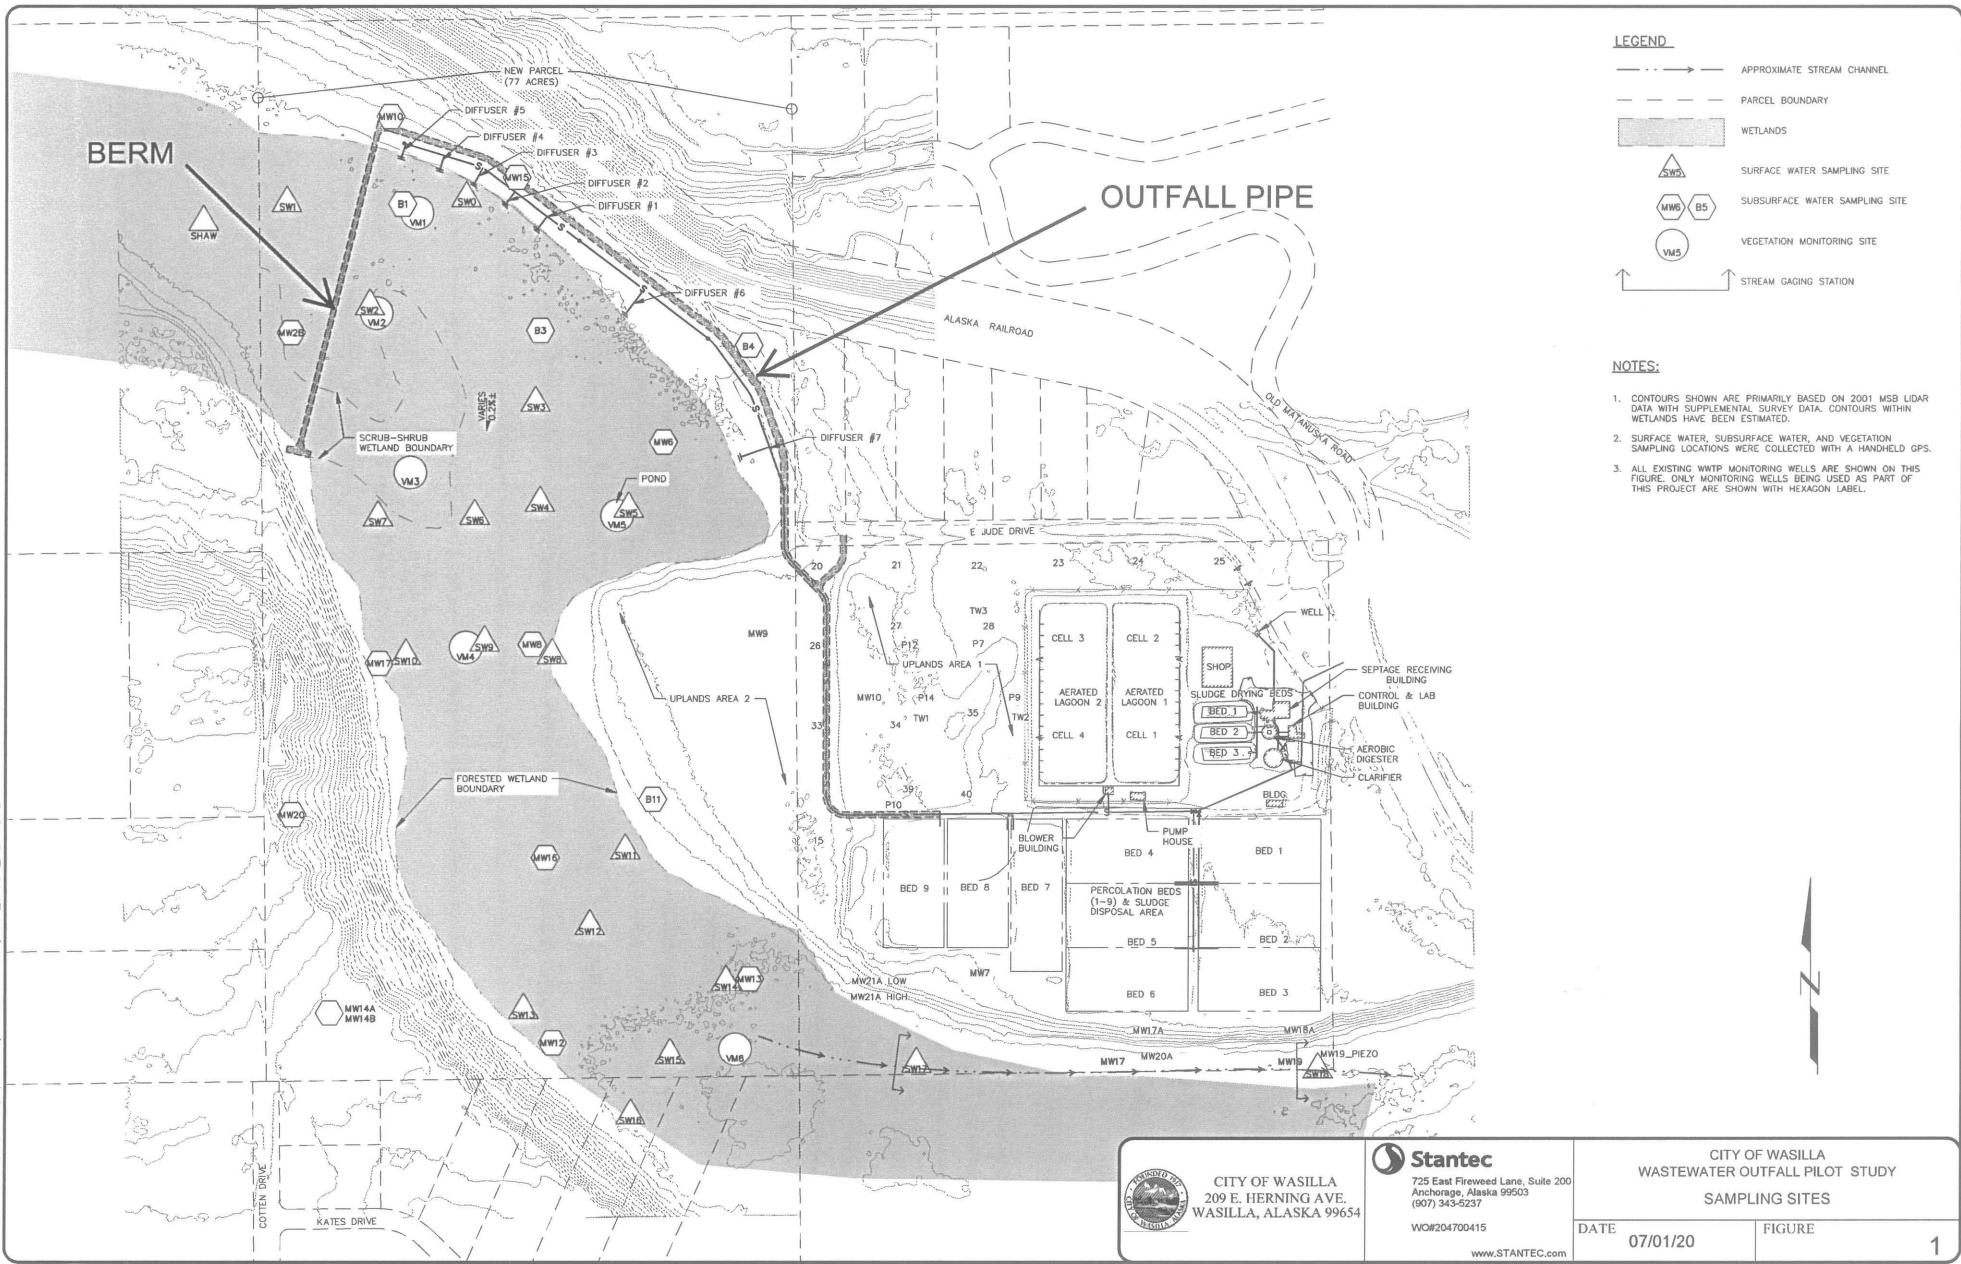 NEW PARCEL
(77 ACRES)
DIFFUSER #5
DIFFUSER #4
DIFFUSER #3
DIFFUSER #2
DIFFUSER #1
DIFFUSER #6
DIFFUSER #7
BERM
OUTFALL PIPE
MW10
MW15
SW1
SHAW
B1
VM1
SW0
SW2
VM2
MW2B
B3
B4
SW3
VARIES
0.2%±
MW6
SCRUB-SHRUB
WETLAND BOUNDARY
VM3
POND
SW7
SW6
SW4
VM5
SW5
ALASKA RAILROAD
OLD MATANUSKA ROAD
E JUDE DRIVE
20
21
22
23
24
25
TW3
27
28
P12
P7
26
MW9
UPLANDS AREA 1
UPLANDS AREA 2
MW10
P14
P9
TW1
TW2
35
34
33
39
40
P10
15
CELL 3
CELL 2
AERATED
LAGOON 2
AERATED
LAGOON 1
CELL 4
CELL 1
WELL
SHOP
SEPTAGE RECEIVING
BUILDING
SLUDGE DRYING BEDS
CONTROL & LAB
BUILDING
BED 1
BED 2
BED 3
AEROBIC
DIGESTER
CLARIFIER
BLDG.
BLOWER
BUILDING
PUMP
HOUSE
MW17
SW10
VM4
SW9
MW8
SW8
FORESTED WETLAND
BOUNDARY
B11
MW20
MW16
SW11
SW12
BED 9
BED 8
BED 7
BED 4
BED 1
PERCOLATION BEDS
(1-9) & SLUDGE
DISPOSAL AREA
BED 5
BED 2
BED 6
BED 3
MW7
MW21A LOW
MW21A HIGH
SW14
MW13
MW14A
MW14B
SW13
MW12
SW15
VM6
SW17
MW17A
MW18A
MW17
MW20A
MW19
MW19_PIEZO
SW18
SW16
COTTEN DRIVE
KATES DRIVE
LEGEND
APPROXIMATE STREAM CHANNEL
PARCEL BOUNDARY
WETLANDS
SW5
SURFACE WATER SAMPLING SITE
MW6
B5
SUBSURFACE WATER SAMPLING SITE
VM5
VEGETATION MONITORING SITE
STREAM GAGING STATION
NOTES:
1. CONTOURS SHOWN ARE PRIMARILY BASED ON 2001 MSB LIDAR
DATA WITH SUPPLEMENTAL SURVEY DATA. CONTOURS WITHIN
WETLANDS HAVE BEEN ESTIMATED.
2. SURFACE WATER, SUBSURFACE WATER, AND VEGETATION
SAMPLING LOCATIONS WERE COLLECTED WITH A HANDHELD GPS.
3. ALL EXISTING WWTP MONITORING WELLS ARE SHOWN ON THIS
FIGURE. ONLY MONITORING WELLS BEING USED AS PART OF
THIS PROJECT ARE SHOWN WITH HEXAGON LABEL.
N
CITY OF WASILLA
209 E. HERNING AVE.
WASILLA, ALASKA 99654
Stantec
725 East Fireweed Lane, Suite 200
Anchorage, Alaska 99503
(907) 343-5237
WO#204700415
www.STANTEC.com
CITY OF WASILLA
WASTEWATER OUTFALL PILOT STUDY
SAMPLING SITES
DATE
07/01/20
FIGURE
1